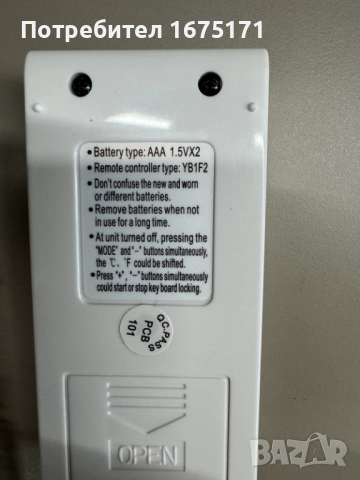 Потребител 1675171
• Battery type: AAA 1.5VX2
• Remote controller type: YB1F2
• Don't confuse the new and worn
or different batteries.
• Remove batteries when not
in use for a long time.
• At unit turned off, pressing the
"MODE" and "−" buttons simultaneously,
the ℃、℉ could be shifted.
• Press "+", "−" buttons simultaneously
could start or stop key board locking.
QC-PASS
PCB
101
OPEN
BAZAR